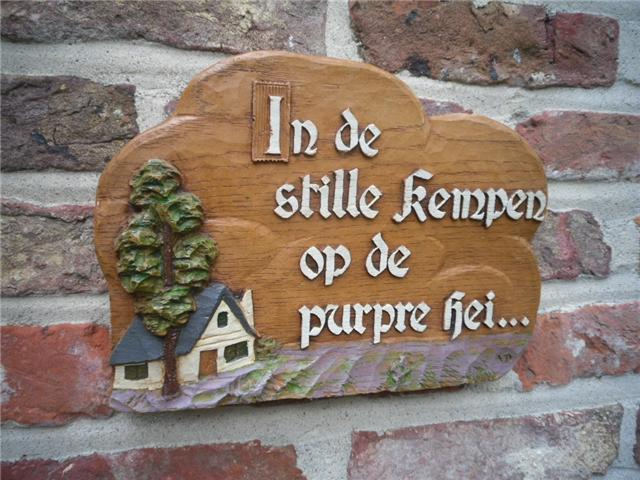 In de
stille Kempen
op de
purpre hei...